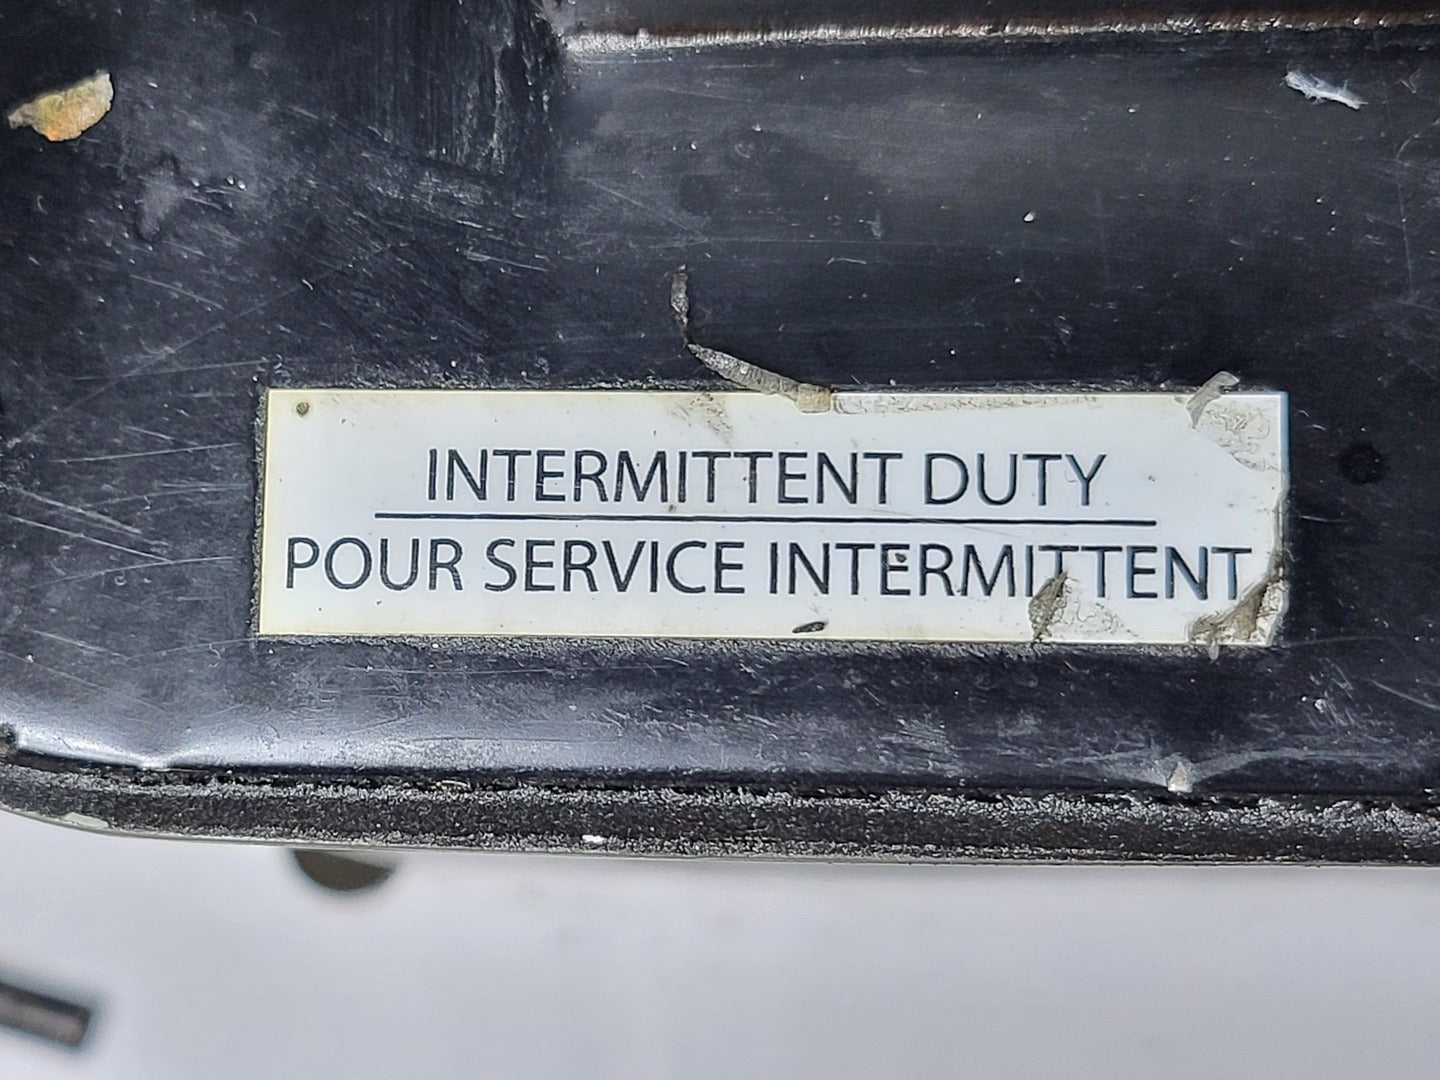 INTERMITTENT DUTY
POUR SERVICE INTERMITTENT